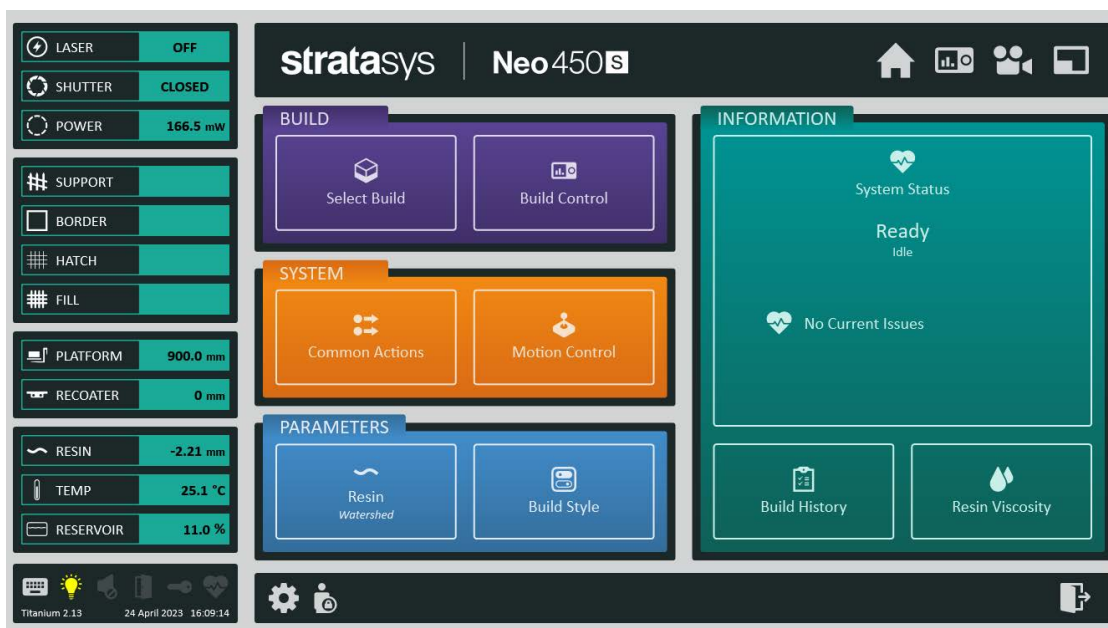 LASER OFF
SHUTTER CLOSED
POWER 166.5 mW
SUPPORT
BORDER
HATCH
FILL
PLATFORM 900.0 mm
RECOATER 0 mm
RESIN -2.21 mm
TEMP 25.1 °C
RESERVOIR 11.0 %
Titanium 2.13 24 April 2023 16:09:14
stratasys Neo450 S
BUILD
Select Build
Build Control
SYSTEM
Common Actions
Motion Control
PARAMETERS
Resin
Watershed
Build Style
INFORMATION
System Status
Ready
Idle
No Current Issues
Build History
Resin Viscosity